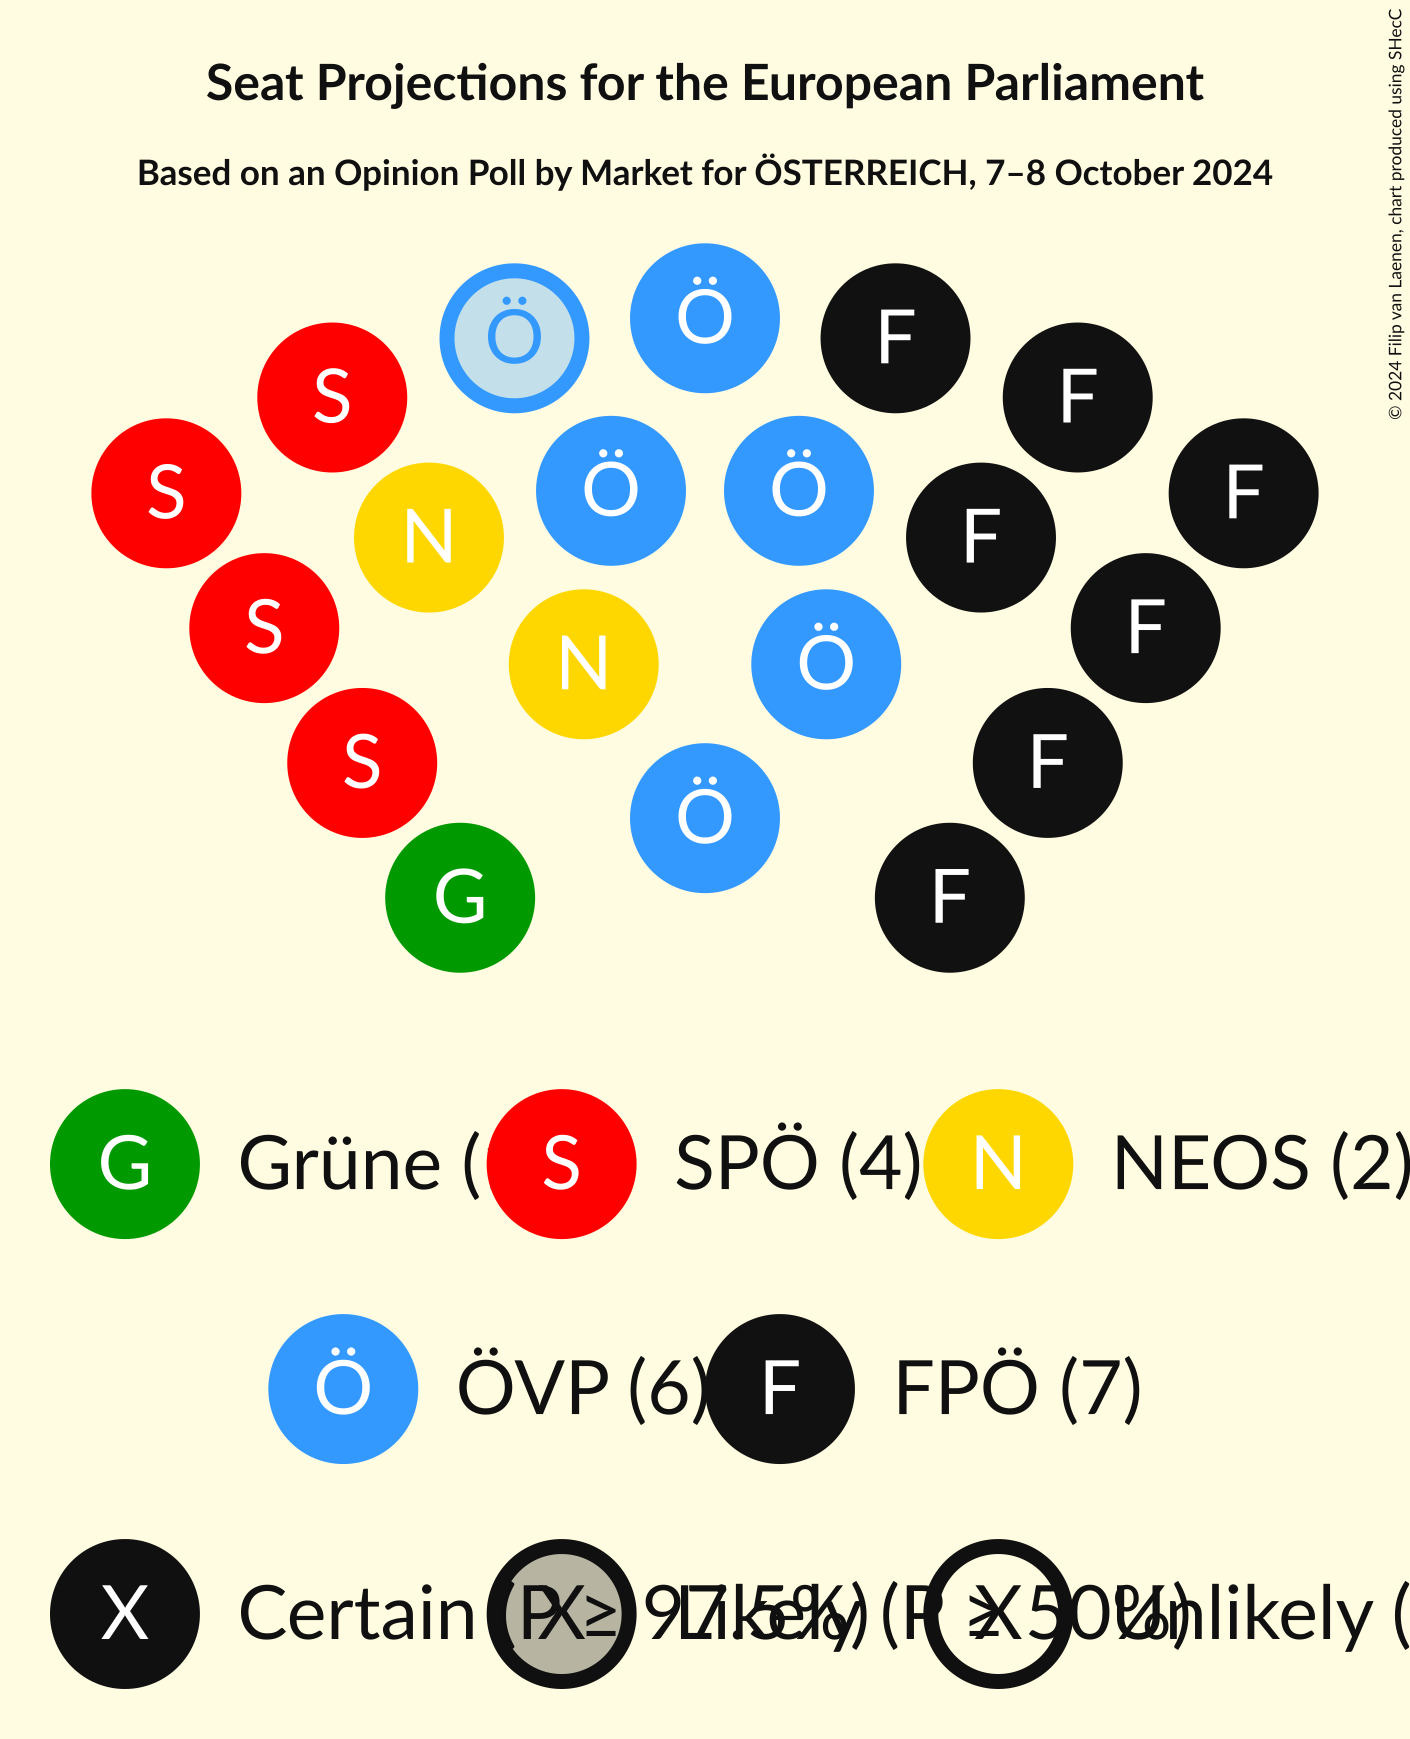 Seat Projections for the European Parliament
Based on an Opinion Poll by Market for ÖSTERREICH, 7–8 October 2024
© 2024 Filip van Laenen, chart produced using SHecC
Ö
Ö
F
S
F
S
F
Ö
Ö
N
F
S
F
N
Ö
S
F
Ö
G
F
G Grüne (
S SPÖ (4)
N NEOS (2)
Ö ÖVP (6)
F FPÖ (7)
X Certain (P ≥ 97.5%)
X Likely (P ≥ 50%)
X Unlikely (